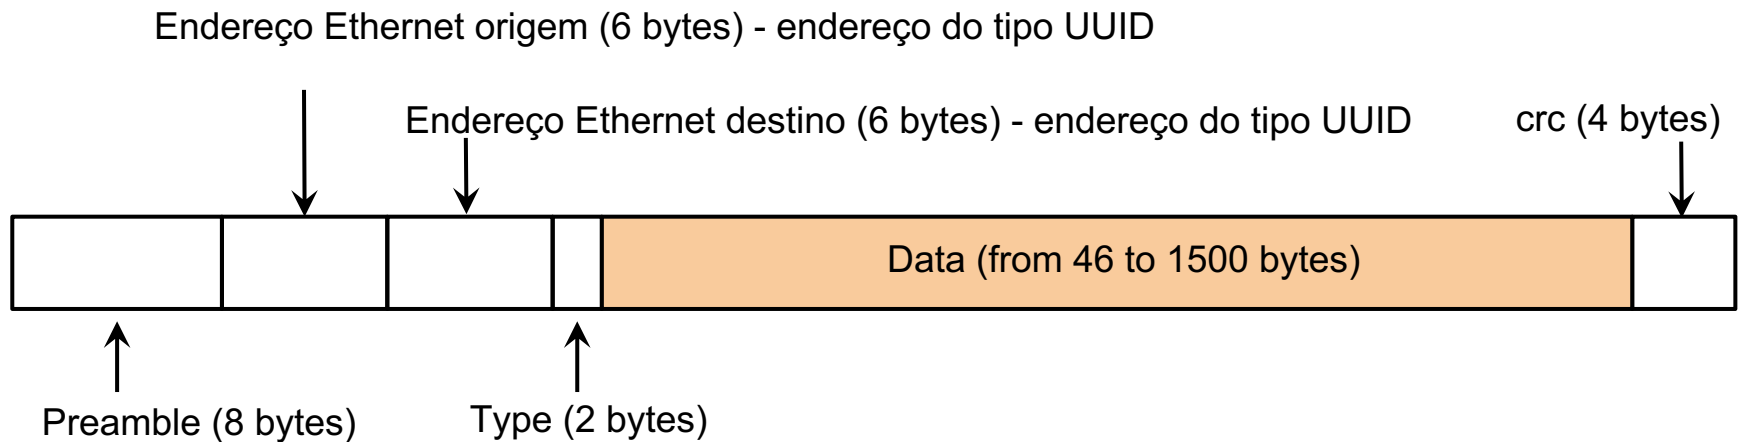 Endereço Ethernet origem (6 bytes) - endereço do tipo UUID
Endereço Ethernet destino (6 bytes) - endereço do tipo UUID
crc (4 bytes)
Data (from 46 to 1500 bytes)
Preamble (8 bytes)
Type (2 bytes)